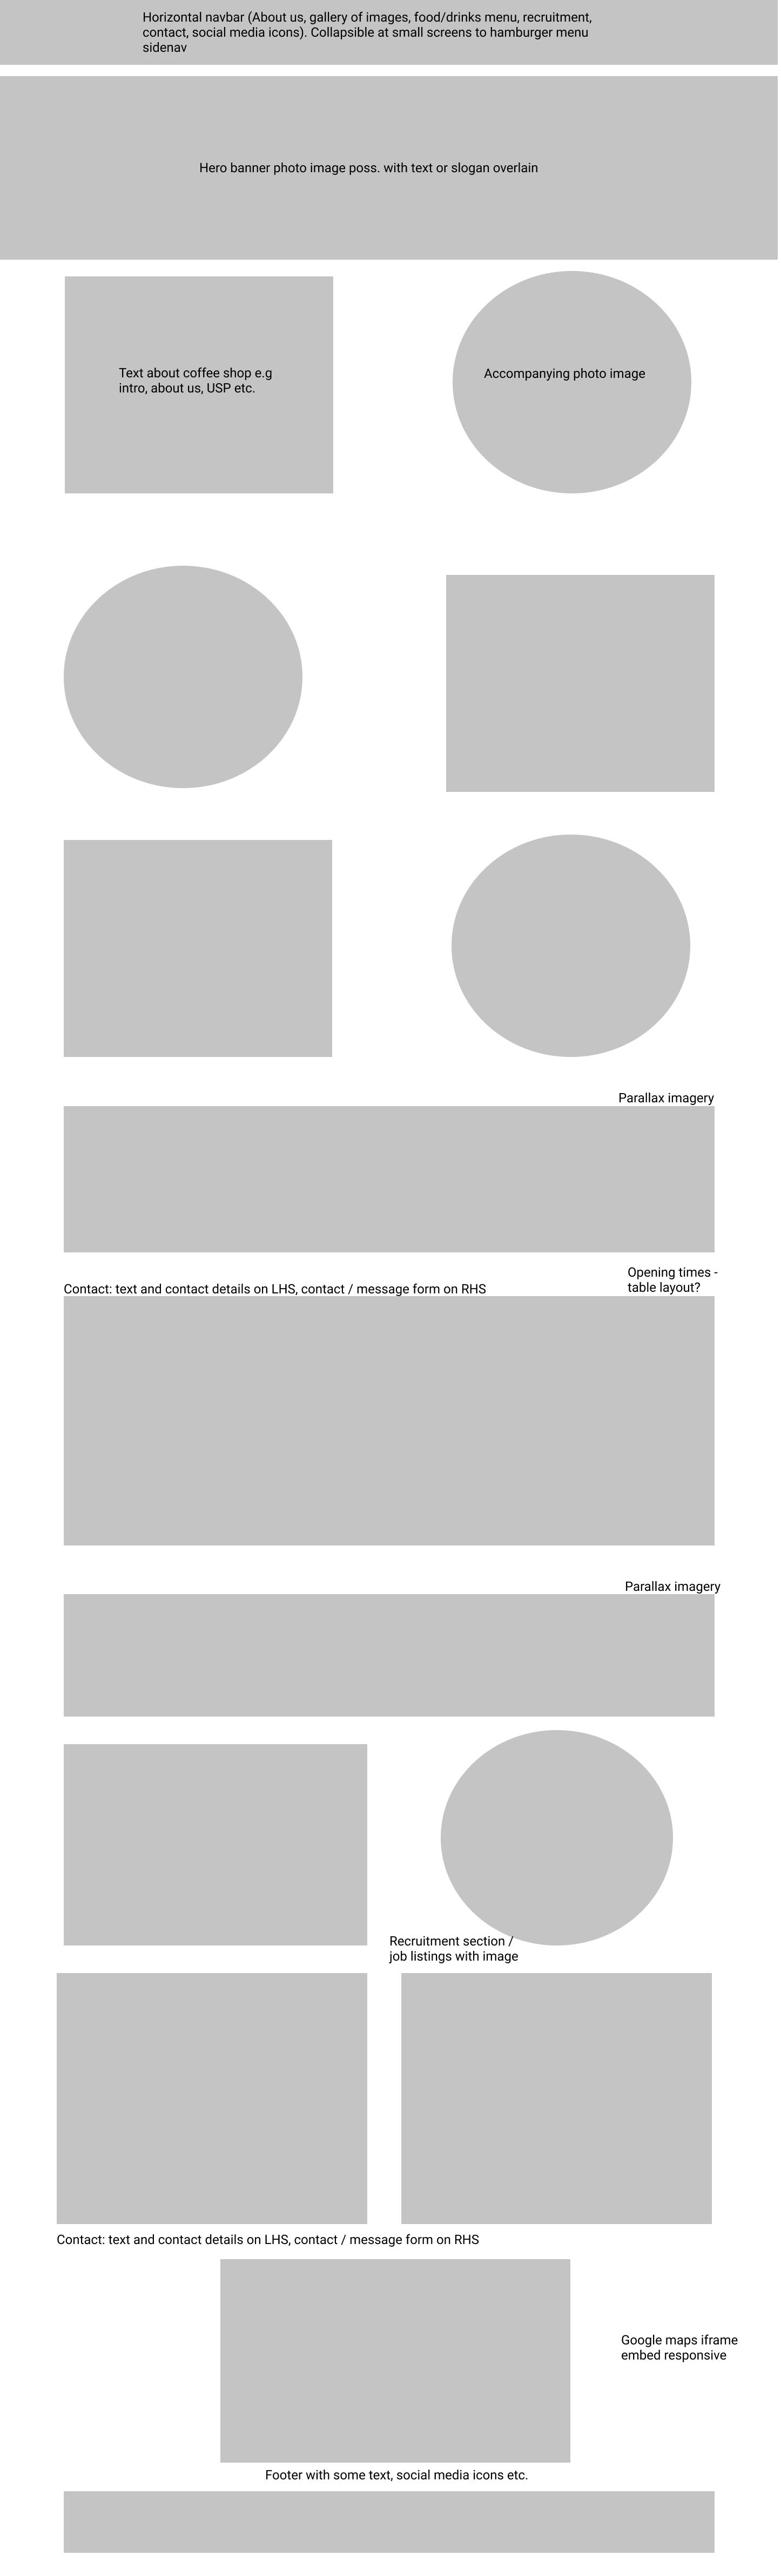 Horizontal navbar (About us, gallery of images, food/drinks menu, recruitment,
contact, social media icons). Collapsible at small screens to hamburger menu
sidenav
Hero banner photo image poss. with text or slogan overlain
Text about coffee shop e.g
intro, about us, USP etc.
Accompanying photo image
Parallax imagery
Opening times -
table layout?
Contact: text and contact details on LHS, contact / message form on RHS
Parallax imagery
Recruitment section /
job listings with image
Contact: text and contact details on LHS, contact / message form on RHS
Google maps iframe
embed responsive
Footer with some text, social media icons etc.